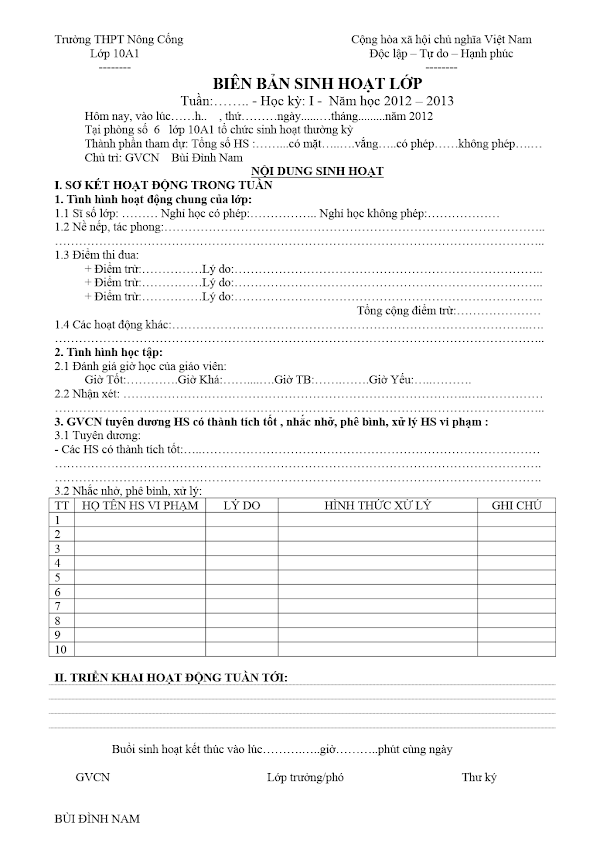 Trường THPT Nông Cống
Cộng hòa xã hội chủ nghĩa Việt Nam
Lớp 10A1
Độc lập – Tự do – Hạnh phúc
--------
--------
BIÊN BẢN SINH HOẠT LỚP
Tuần:…….. - Học kỳ: I - Năm học 2012 – 2013
Hôm nay, vào lúc……h.. , thứ………ngày...…tháng.........năm 2012
Tại phòng số 6 lớp 10A1 tổ chức sinh hoạt thường kỳ
Thành phần tham dự: Tổng số HS :……...có mặt…..vắng…..có phép……không phép…….
Chủ trì: GVCN Bùi Đình Nam
NỘI DUNG SINH HOẠT
I. SƠ KẾT HOẠT ĐỘNG TRONG TUẦN
1. Tình hình hoạt động chung của lớp:
1.1 Sĩ số lớp: ……… Nghỉ học có phép:…………….. Nghỉ học không phép:………………
1.2 Nề nếp, tác phong:…………………………………………………………………………..
…………………………………………………………………………………………………..
1.3 Điểm thi đua:
+ Điểm trừ:……………Lý do:……………………………………………………………..
+ Điểm trừ:……………Lý do:……………………………………………………………..
+ Điểm trừ:……………Lý do:……………………………………………………………..
Tổng cộng điểm trừ:…………………
1.4 Các hoạt động khác:………………………………………………………………………….
…………………………………………………………………………………………………..
2. Tình hình học tập:
2.1 Đánh giá giờ học của giáo viên:
Giờ Tốt:…………Giờ Khá:……...….Giờ TB:…………Giờ Yếu:…………..
2.2 Nhận xét: ……………………………………………………………………………………
…………………………………………………………………………………………………..
3. GVCN tuyên dương HS có thành tích tốt , nhắc nhở, phê bình, xử lý HS vi phạm :
3.1 Tuyên dương:
- Các HS có thành tích tốt:…..……………………………………………………………………
………………………………………………………………………………………………….
………………………………………………………………………………………………….
3.2 Nhắc nhở, phê bình, xử lý:
TT HỌ TÊN HS VI PHẠM LÝ DO HÌNH THỨC XỬ LÝ GHI CHÚ
1
2
3
4
5
6
7
8
9
10
II. TRIỂN KHAI HOẠT ĐỘNG TUẦN TỚI:
Buổi sinh hoạt kết thúc vào lúc………….giờ………..phút cùng ngày
GVCN Lớp trưởng/phó Thư ký
BÙI ĐÌNH NAM